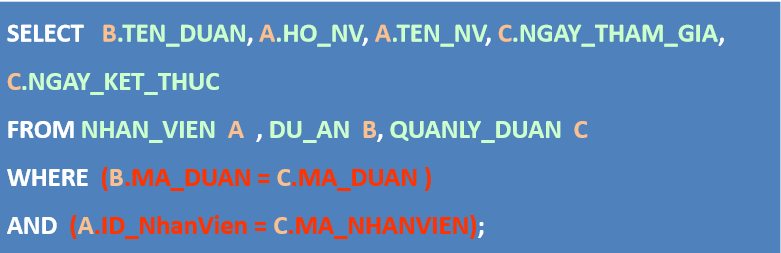 SELECT B.TEN_DUAN, A.HO_NV, A.TEN_NV, C.NGAY_THAM_GIA,
C.NGAY_KET_THUC
FROM NHAN_VIEN A , DU_AN B, QUANLY_DUAN C
WHERE (B.MA_DUAN = C.MA_DUAN )
AND (A.ID_NhanVien = C.MA_NHANVIEN);